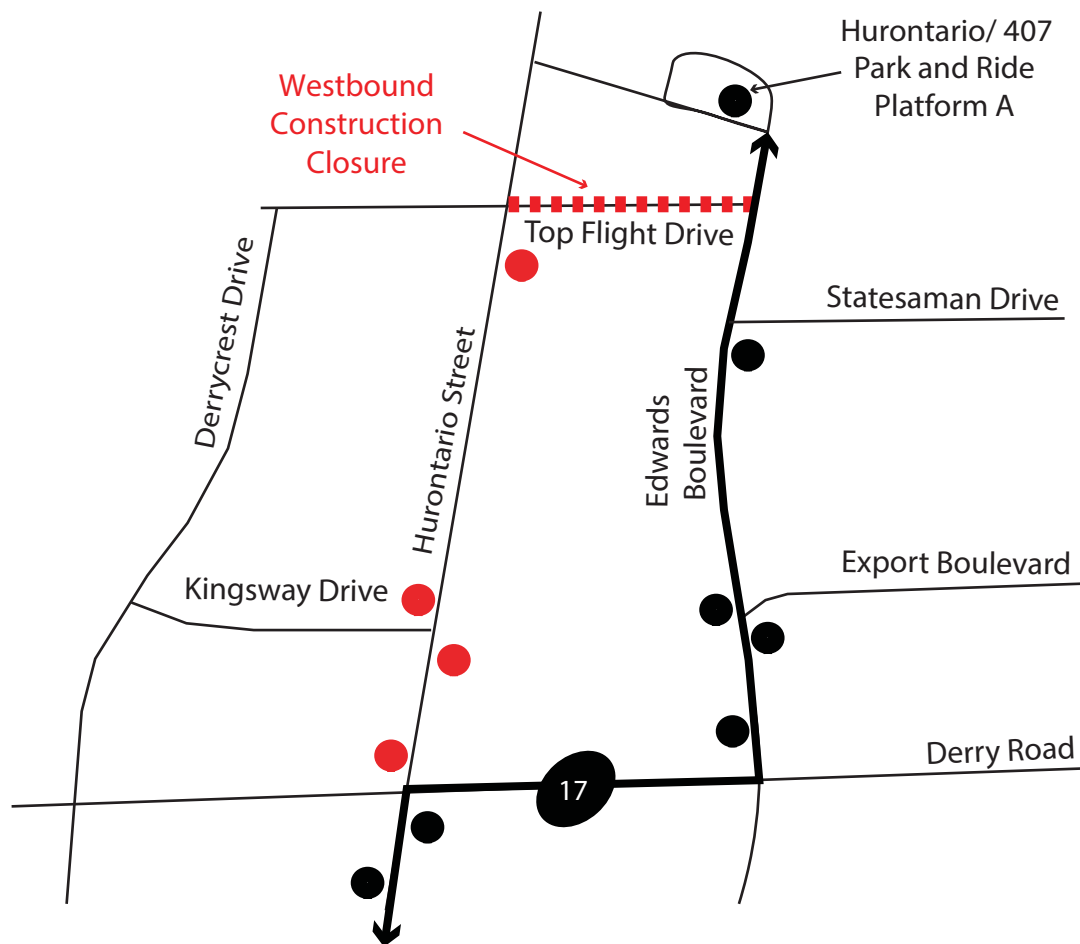 Hurontario/ 407
Park and Ride
Platform A
Westbound
Construction
Closure
Top Flight Drive
Statesaman Drive
Derrycrest Drive
Hurontario Street
Edwards
Boulevard
Export Boulevard
Kingsway Drive
Derry Road
17